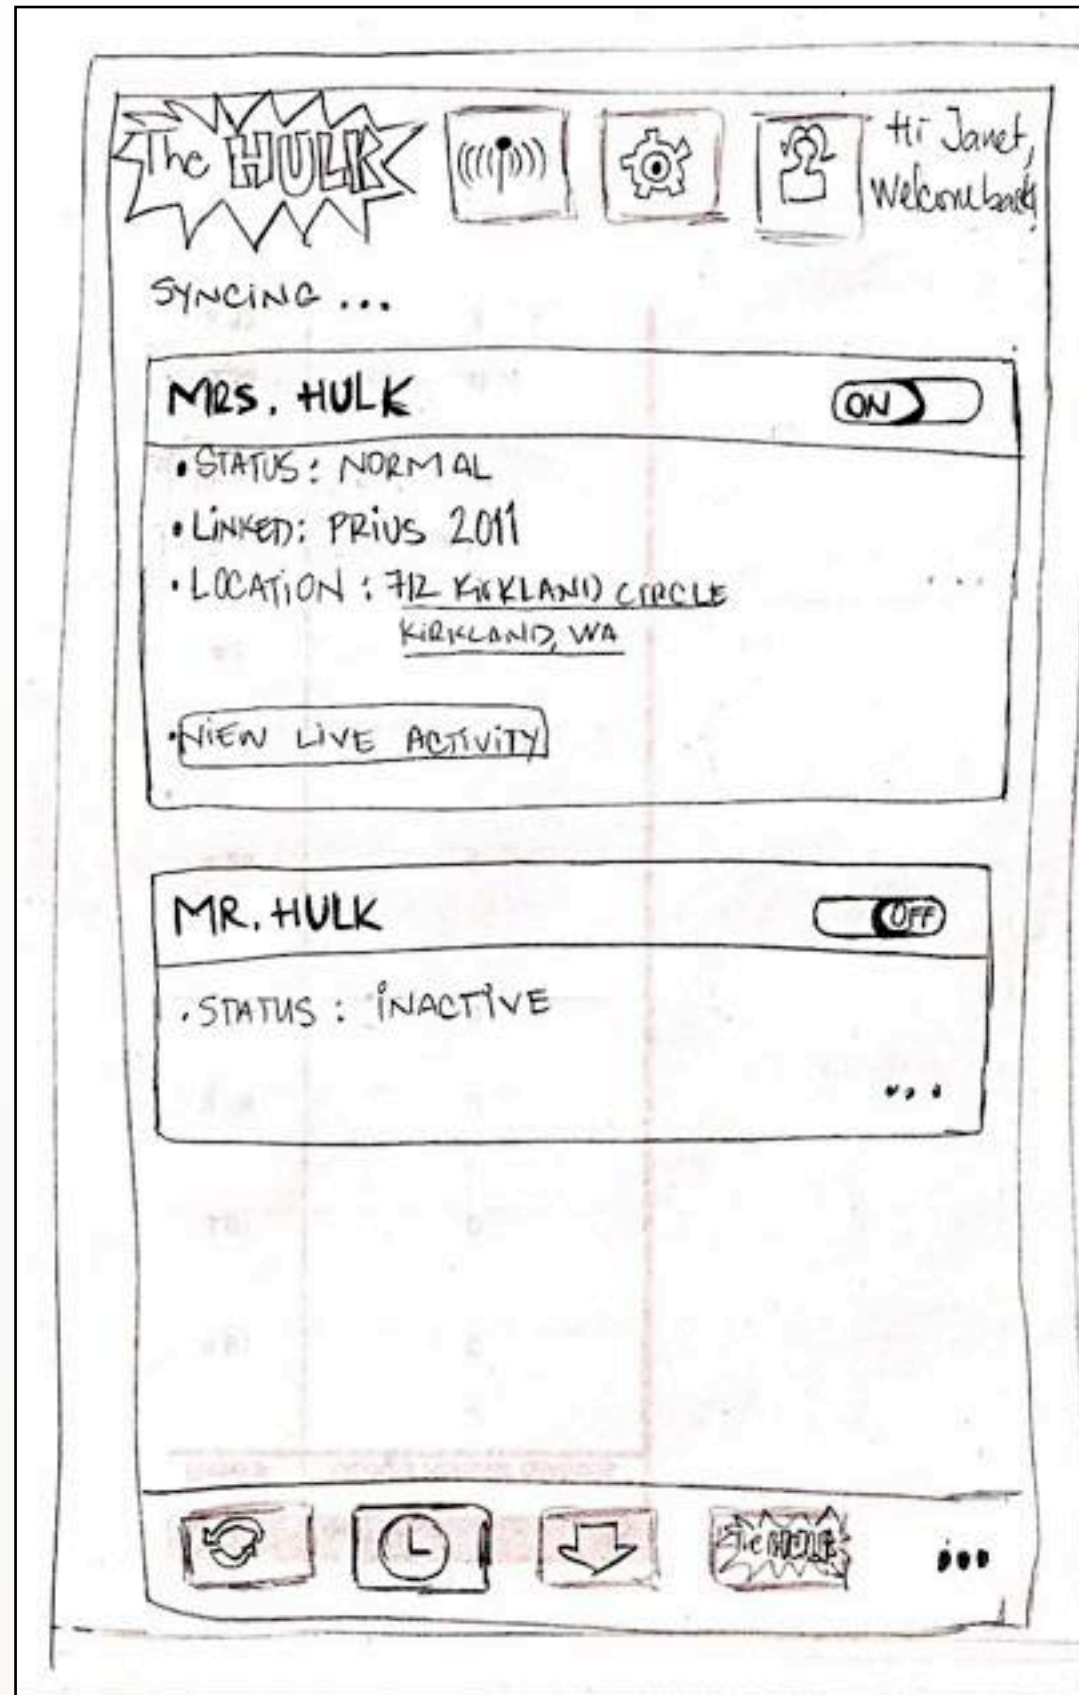 The HULK
Hi Janet,
Welcome back,
SYNCING ...
MRS. HULK
ON
• STATUS: NORMAL
• LINKED: PRIUS 2011
• LOCATION: 712 KIRKLAND CIRCLE
KIRKLAND, WA
• VIEW LIVE ACTIVITY
MR. HULK
OFF
• STATUS: INACTIVE
...
The HULK
...